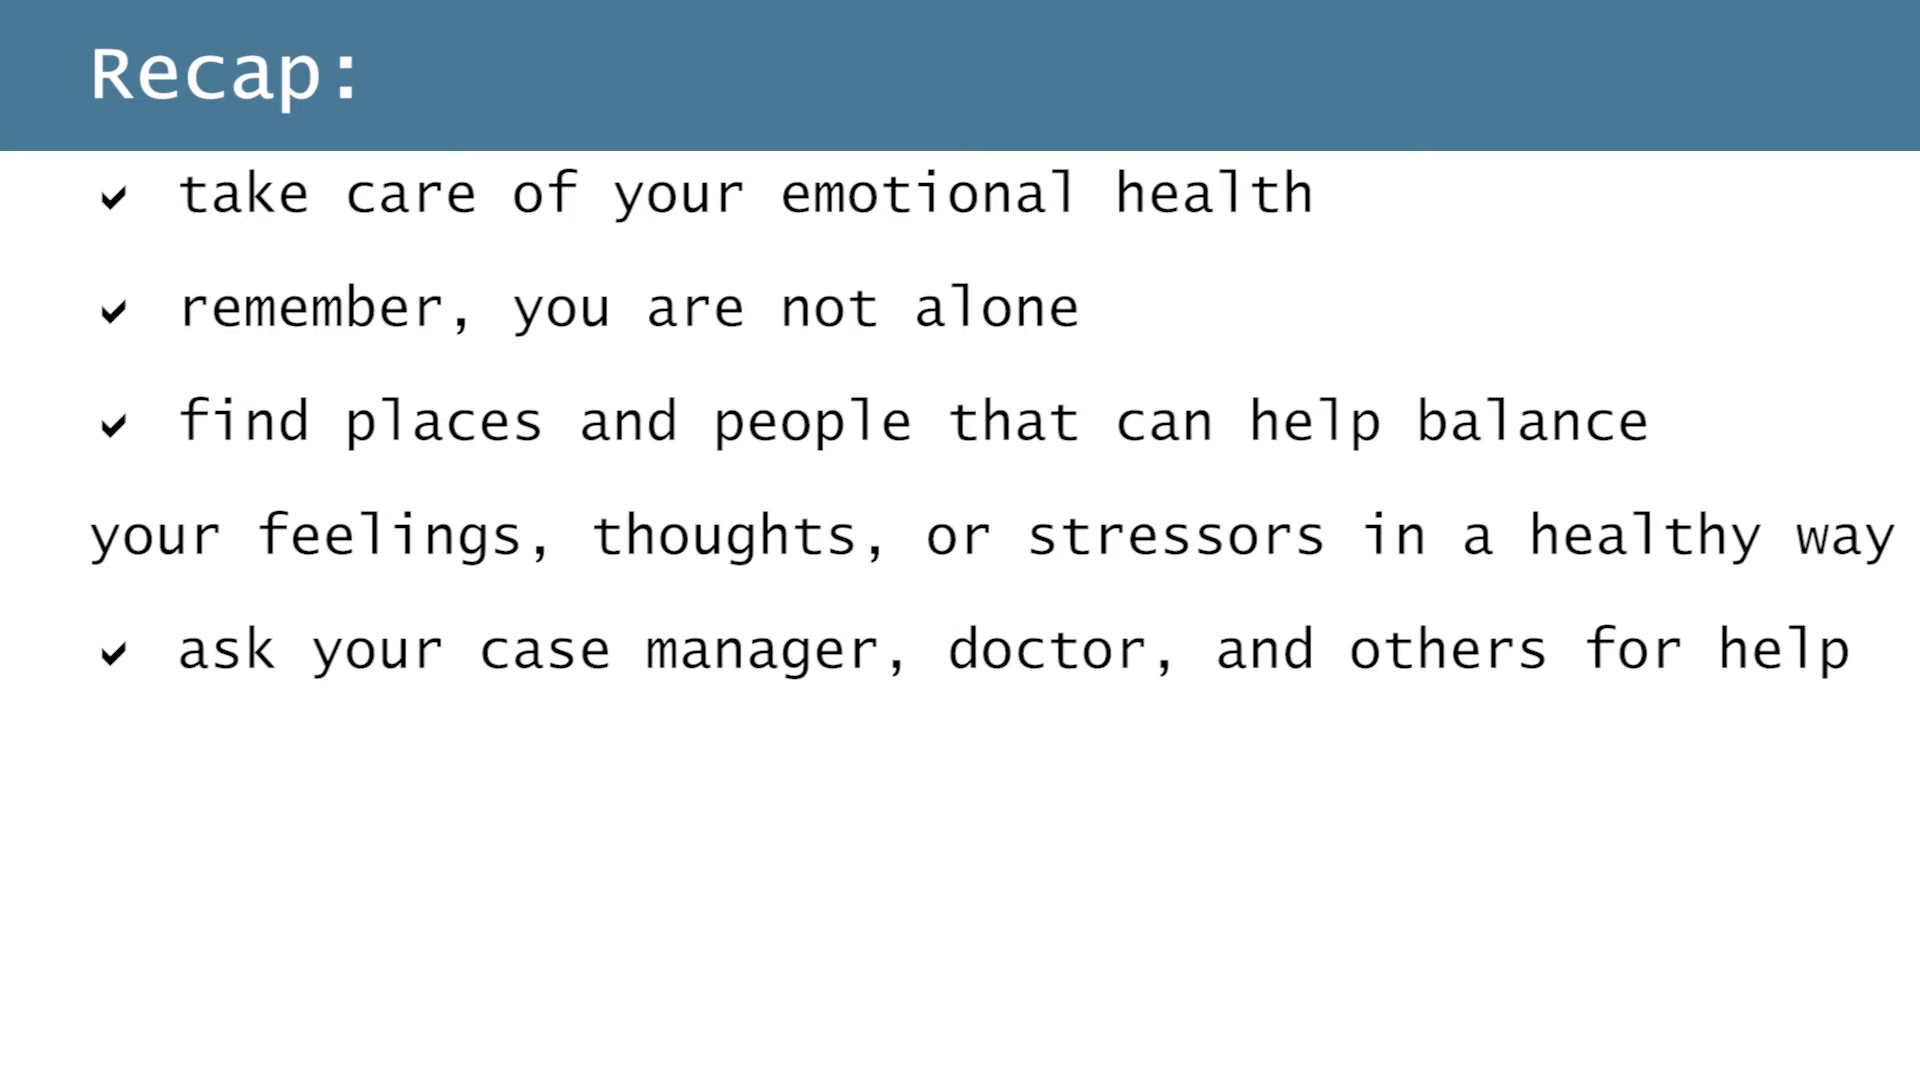 Recap:
✔ take care of your emotional health
✔ remember, you are not alone
✔ find places and people that can help balance
your feelings, thoughts, or stressors in a healthy way
✔ ask your case manager, doctor, and others for help